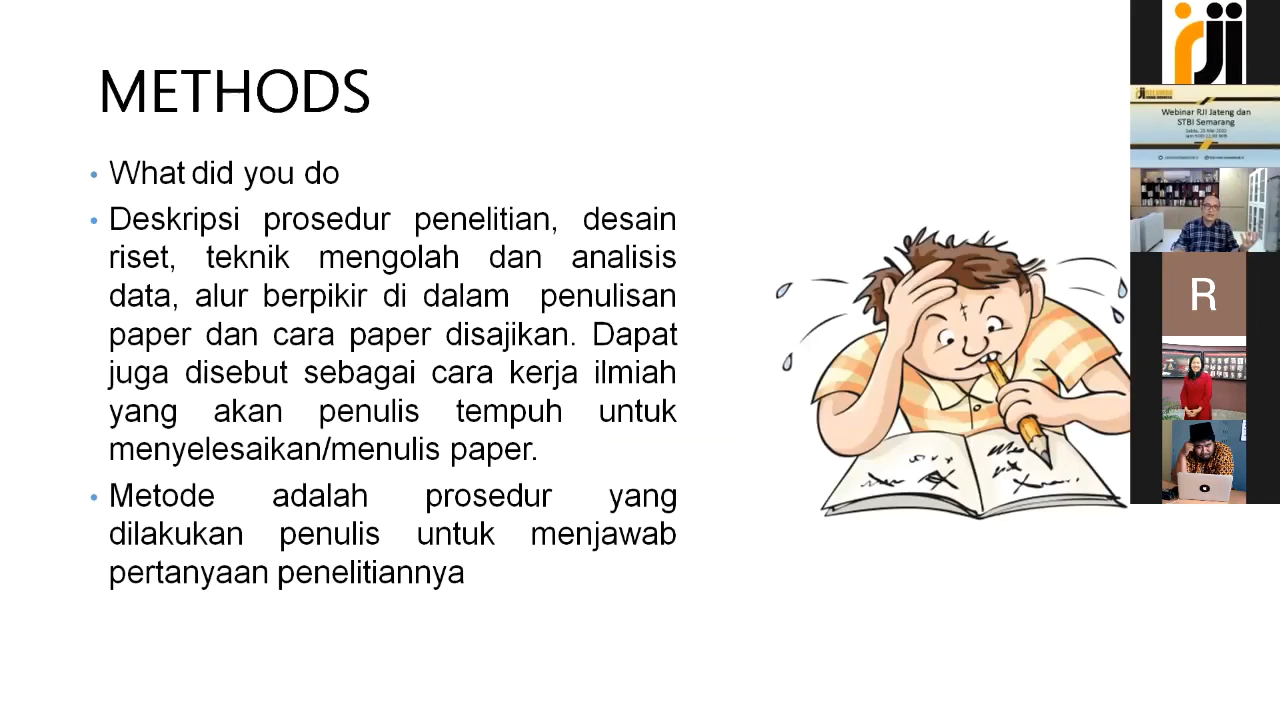 METHODS
• What did you do
• Deskripsi prosedur penelitian, desain
riset, teknik mengolah dan analisis
data, alur berpikir di dalam penulisan
paper dan cara paper disajikan. Dapat
juga disebut sebagai cara kerja ilmiah
yang akan penulis tempuh untuk
menyelesaikan/menulis paper.
• Metode adalah prosedur yang
dilakukan penulis untuk menjawab
pertanyaan penelitiannya
rji
Webinar RJI Jateng dan
STBI Semarang
R